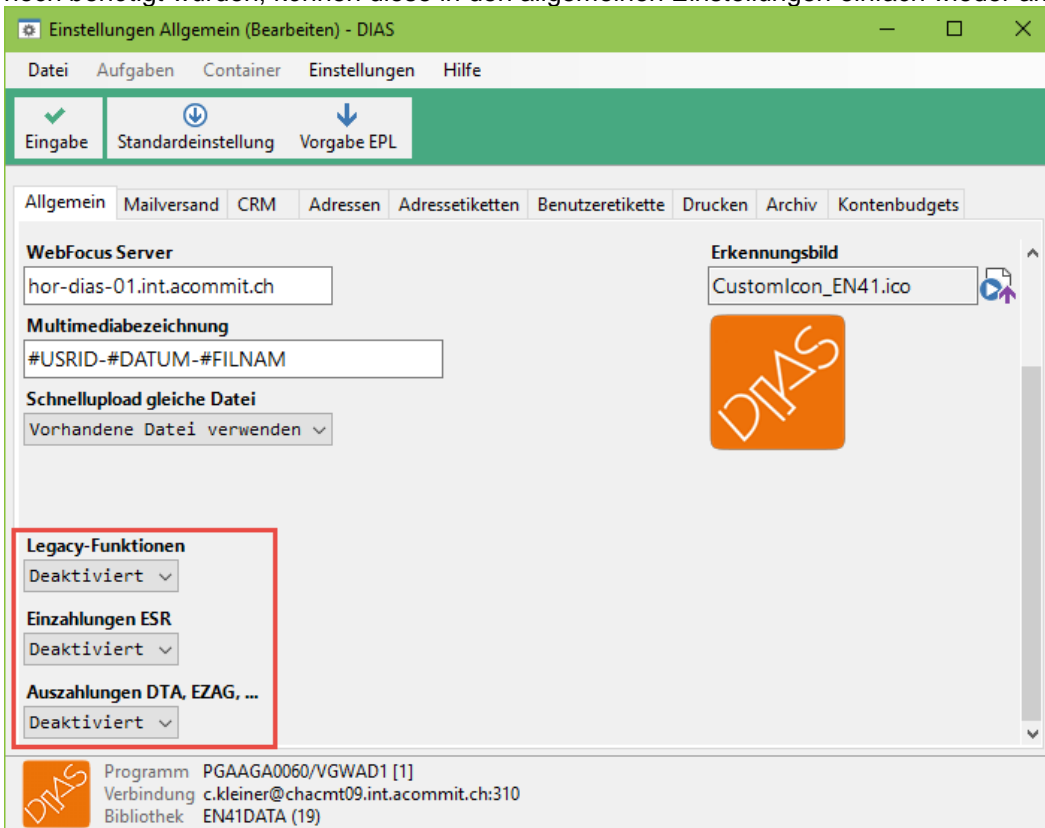 Einstellungen Allgemein (Bearbeiten) - DIAS
Datei Aufgaben Container Einstellungen Hilfe
Eingabe Standardeinstellung Vorgabe EPL
Allgemein Mailversand CRM Adressen Adressetiketten Benutzeretikette Drucken Archiv Kontenbudgets
WebFocus Server
hor-dias-01.int.acommit.ch
Multimediabezeichnung
#USRID-#DATUM-#FILNAM
Schnellupload gleiche Datei
Vorhandene Datei verwenden
Erkennungsbild
CustomIcon_EN41.ico
DIAS
Legacy-Funktionen
Deaktiviert
Einzahlungen ESR
Deaktiviert
Auszahlungen DTA, EZAG, ...
Deaktiviert
DIAS
Programm PGAAGA0060/VGWAD1 [1]
Verbindung c.kleiner@chacmt09.int.acommit.ch:310
Bibliothek EN41DATA (19)